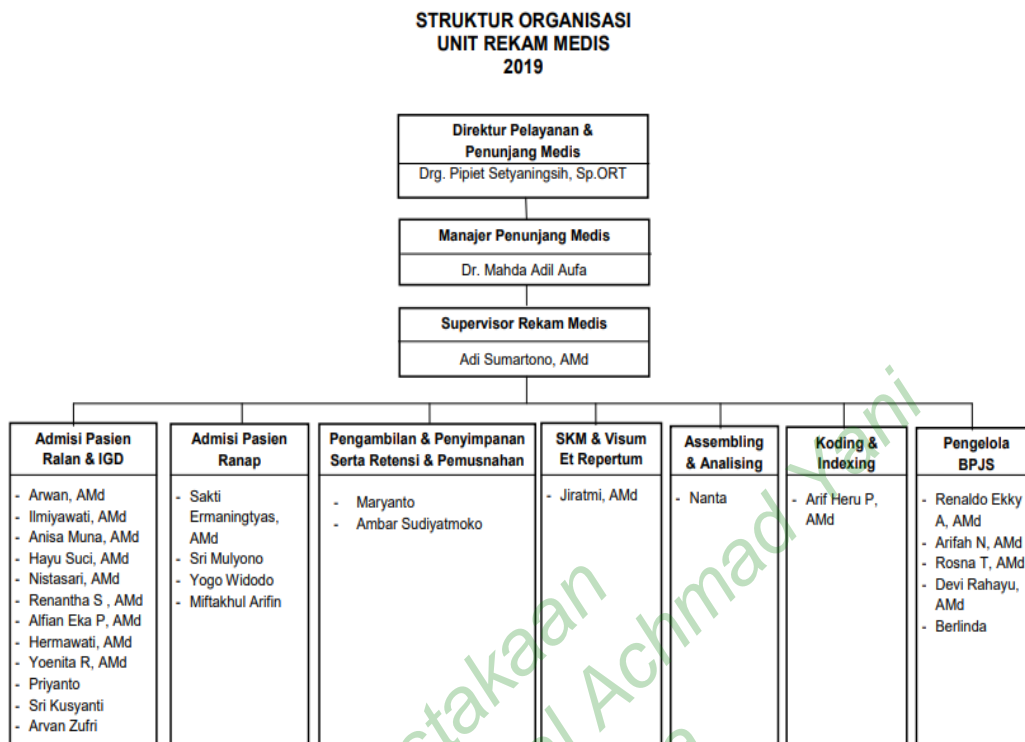 STRUKTUR ORGANISASI
UNIT REKAM MEDIS
2019
Direktur Pelayanan &
Penunjang Medis
Drg. Pipiet Setyaningsih, Sp.ORT
Manajer Penunjang Medis
Dr. Mahda Adil Aufa
Supervisor Rekam Medis
Adi Sumartono, AMd
Admisi Pasien
Ralan & IGD
- Arwan, AMd
- Ilmiyawati, AMd
- Anisa Muna, AMd
- Hayu Suci, AMd
- Nistasari, AMd
- Renantha S , AMd
- Alfian Eka P, AMd
- Hermawati, AMd
- Yoenita R, AMd
- Priyanto
- Sri Kusyanti
- Arvan Zufri
Admisi Pasien
Ranap
- Sakti
Ermaningtyas,
AMd
- Sri Mulyono
- Yogo Widodo
- Miftakhul Arifin
Pengambilan & Penyimpanan
Serta Retensi & Pemusnahan
- Maryanto
- Ambar Sudiyatmoko
SKM & Visum
Et Repertum
- Jiratmi, AMd
Assembling
& Analising
- Nanta
Koding &
Indexing
- Arif Heru P,
AMd
Pengelola
BPJS
- Renaldo Ekky
A, AMd
- Arifah N, AMd
- Rosna T, AMd
- Devi Rahayu,
AMd
- Berlinda
Achmad Yani